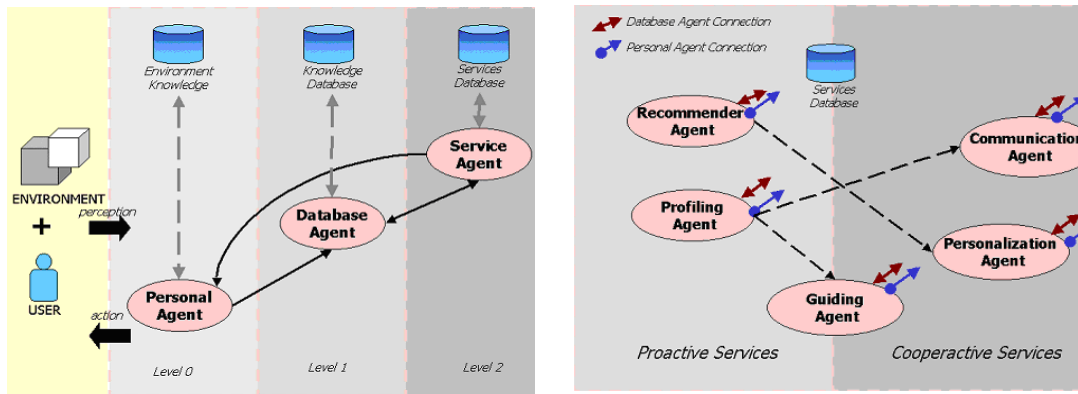 Environment
Knowledge
Knowledge
Database
Services
Database
Service
Agent
ENVIRONMENT
+
perception
Database
Agent
USER
Personal
Agent
action
Level 0
Level 1
Level 2
Database Agent Connection
Personal Agent Connection
Services
Database
Recommender
Agent
Communication
Agent
Profiling
Agent
Personalization
Agent
Guiding
Agent
Proactive Services
Cooperactive Services